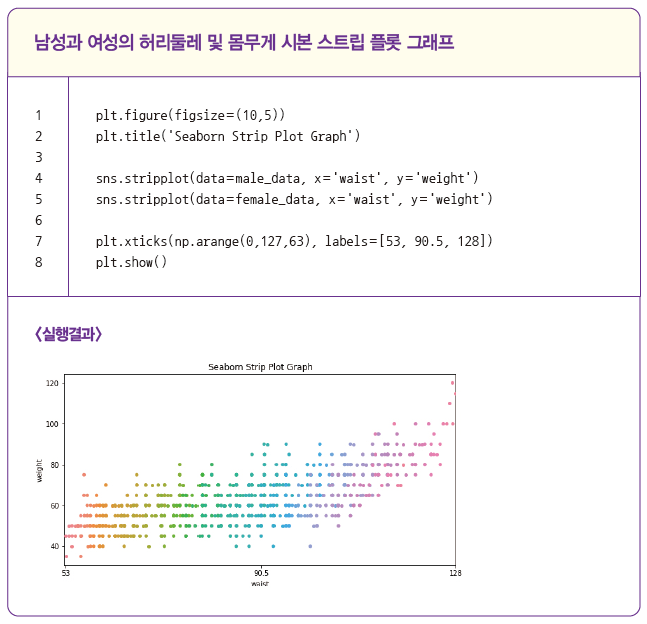 남성과 여성의 허리둘레 및 몸무게 시본 스트립 플롯 그래프
1 plt.figure(figsize=(10,5))
2 plt.title('Seaborn Strip Plot Graph')
3
4 sns.stripplot(data=male_data, x='waist', y='weight')
5 sns.stripplot(data=female_data, x='waist', y='weight')
6
7 plt.xticks(np.arange(0,127,63), labels=[53, 90.5, 128])
8 plt.show()
〈실행결과〉
Seaborn Strip Plot Graph
120
100
80
60
40
weight
53 90.5 128
waist